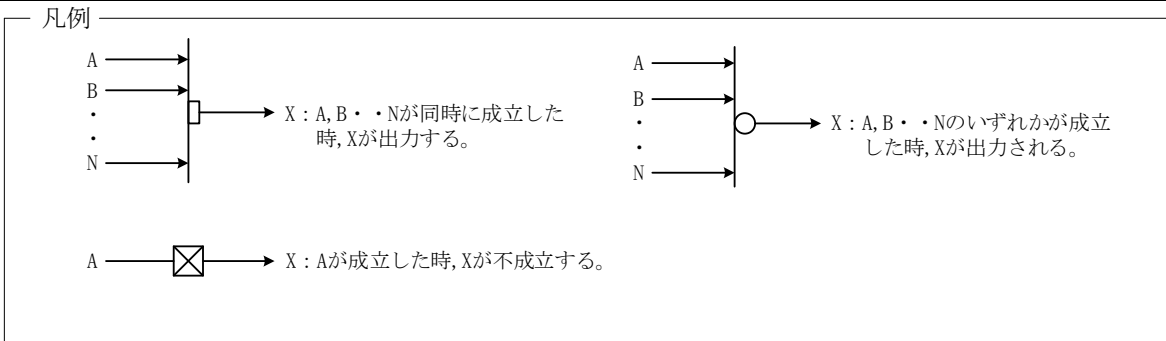 凡例
A
B
・
・
N
X：A,B・・Nが同時に成立した
時,Xが出力する。
A
B
・
・
N
X：A,B・・Nのいずれかが成立
した時,Xが出力される。
A
X：Aが成立した時,Xが不成立する。